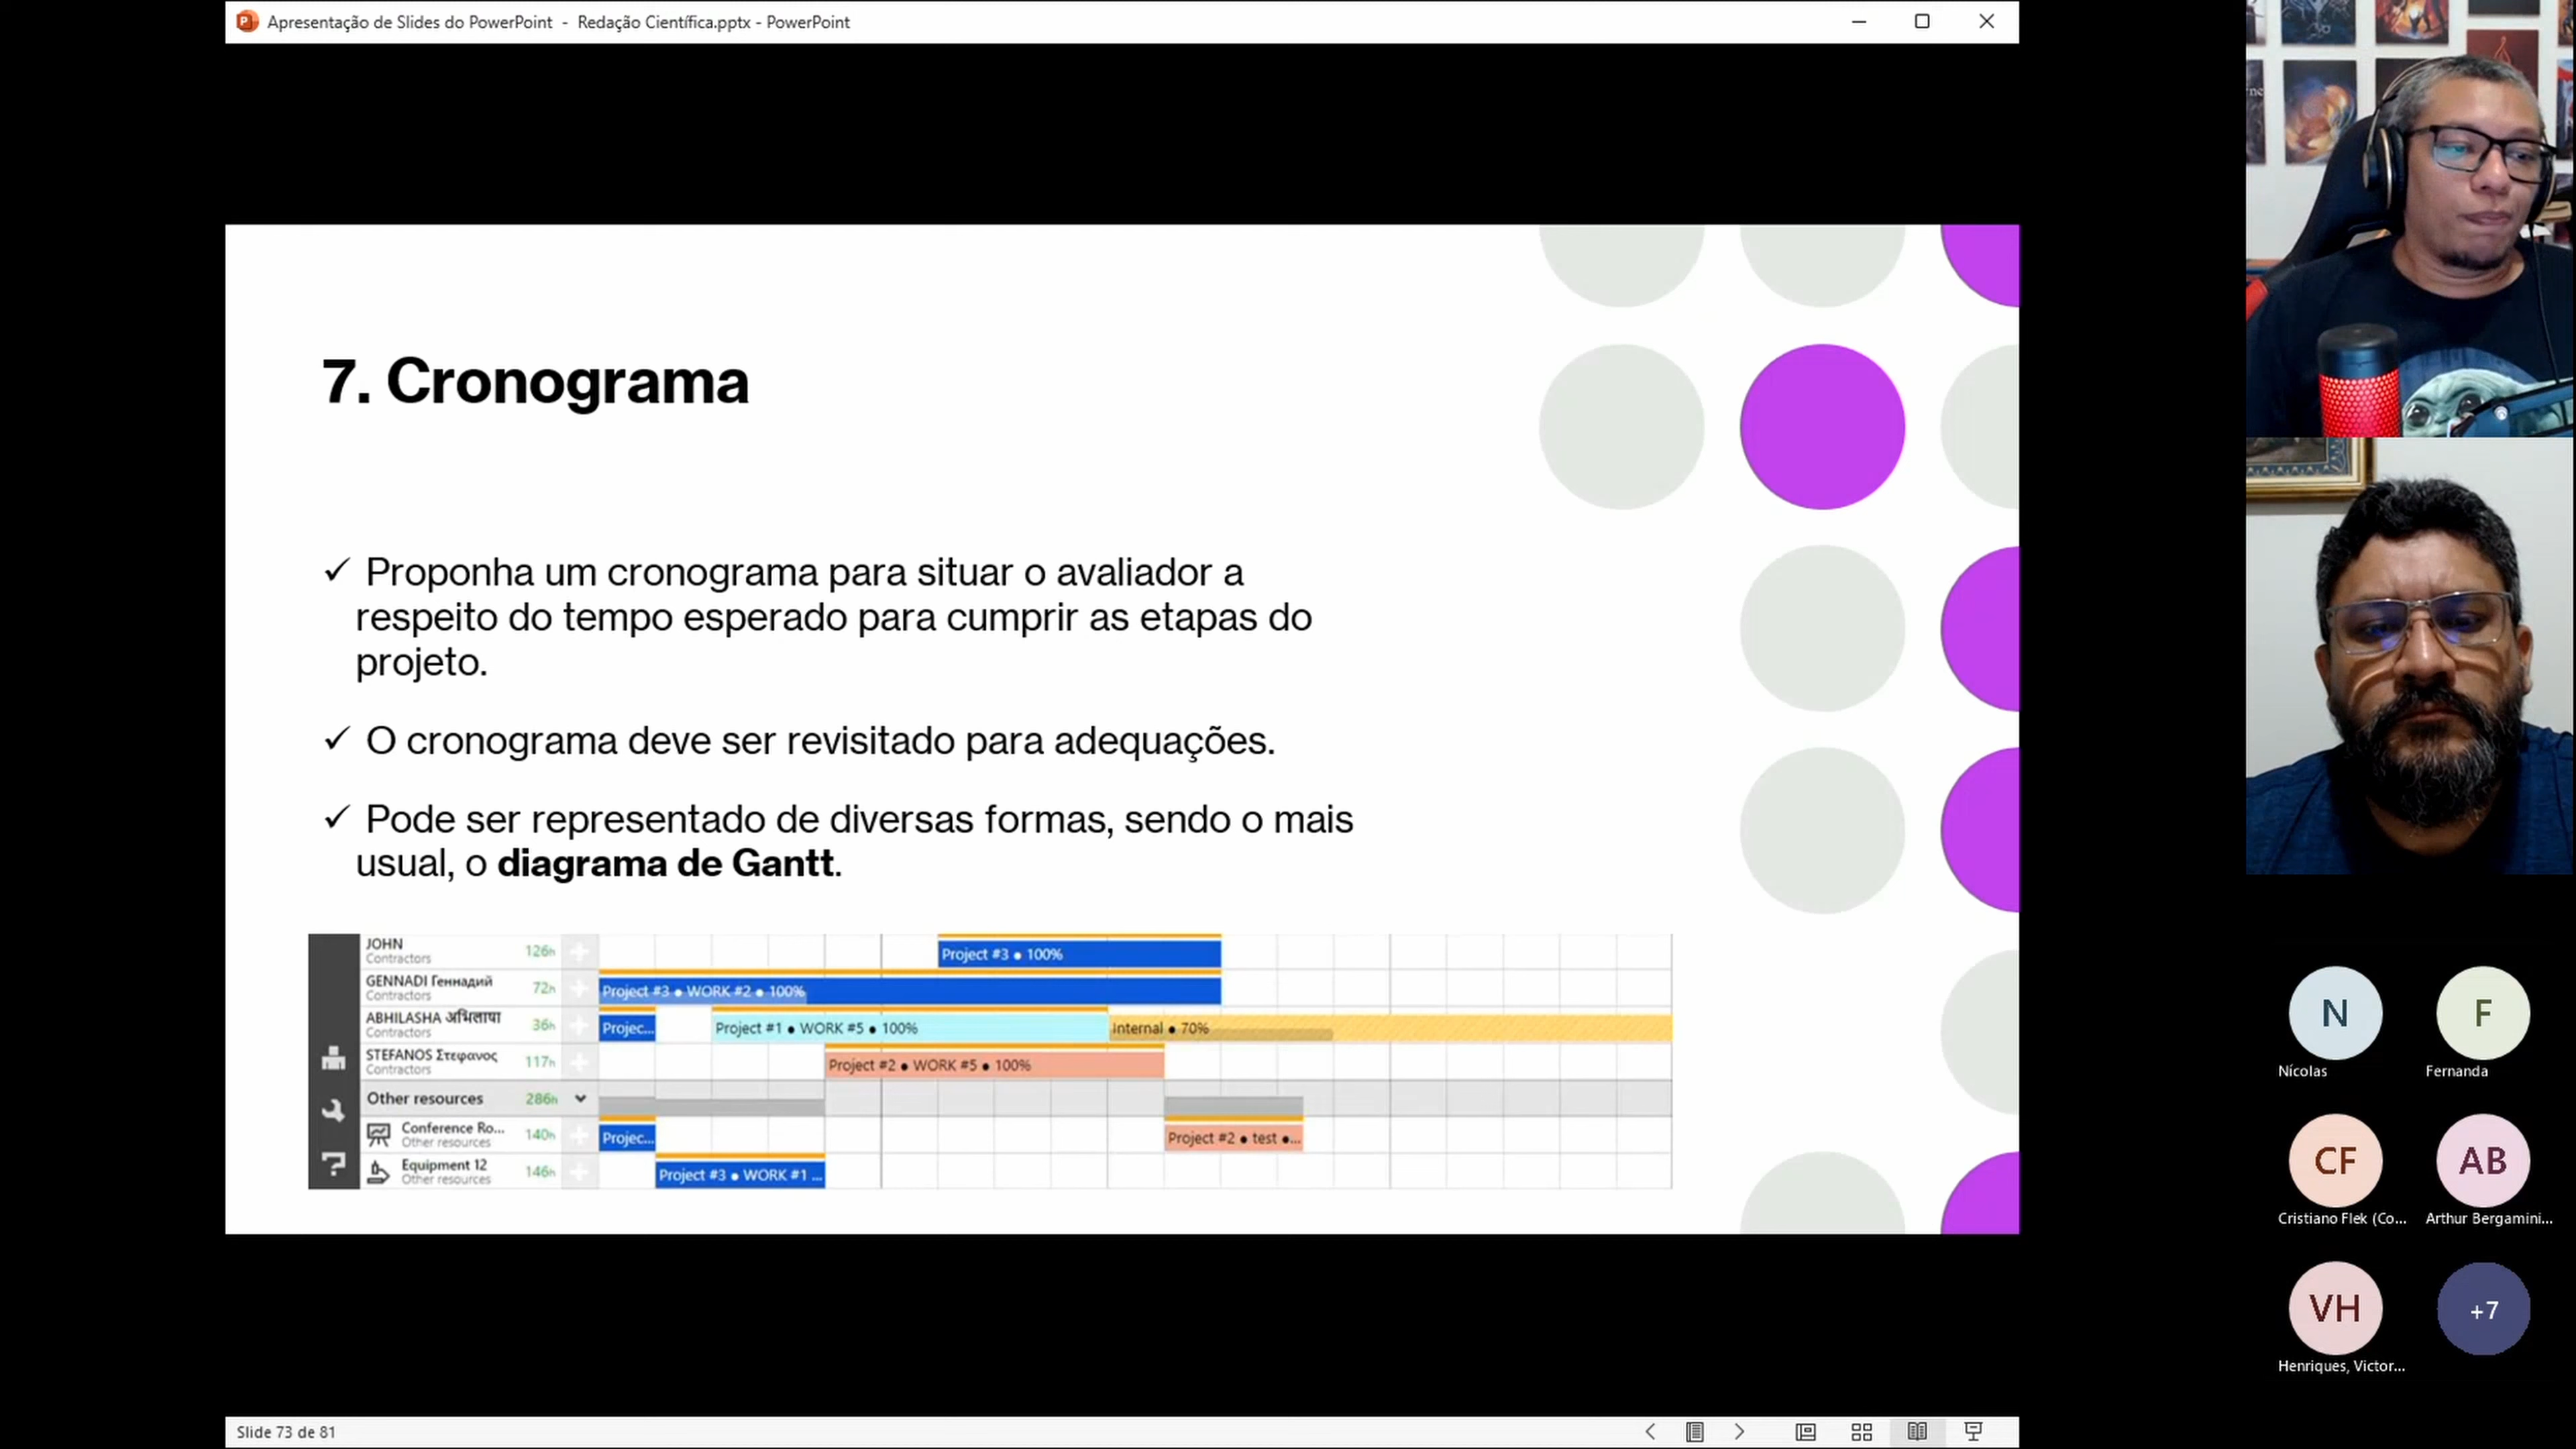 Apresentação de Slides do PowerPoint - Redação Científica.pptx - PowerPoint
7. Cronograma
✓ Proponha um cronograma para situar o avaliador a
respeito do tempo esperado para cumprir as etapas do
projeto.
✓ O cronograma deve ser revisitado para adequações.
✓ Pode ser representado de diversas formas, sendo o mais
usual, o diagrama de Gantt.
JOHN
Contractors
126h
Project #3 ● 100%
GENNADI Геннадий
Contractors
72h
Project #3 ● WORK #2 ● 100%
ABHILASHA अभिलाषा
Contractors
36h
Projec...
Project #1 ● WORK #5 ● 100%
Internal ● 70%
STEFANOS Στεφανος
Contractors
117h
Project #2 ● WORK #5 ● 100%
Other resources
286h
Conference Ro...
Other resources
140h
Projec...
Project #2 ● test ●...
Equipment 12
Other resources
146h
Project #3 ● WORK #1 ...
N
Nícolas
F
Fernanda
CF
Cristiano Flek (Co...
AB
Arthur Bergamini...
VH
Henriques, Victor...
+7
Slide 73 de 81